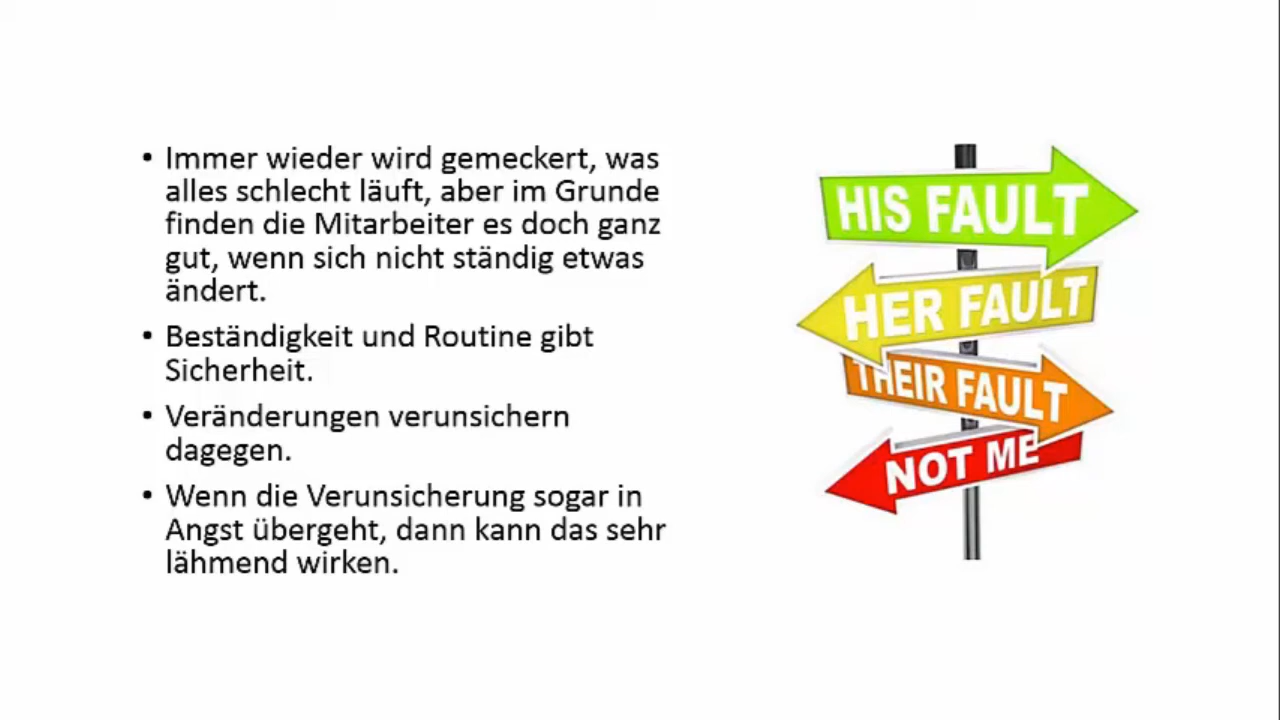 • Immer wieder wird gemeckert, was
alles schlecht läuft, aber im Grunde
finden die Mitarbeiter es doch ganz
gut, wenn sich nicht ständig etwas
ändert.
• Beständigkeit und Routine gibt
Sicherheit.
• Veränderungen verunsichern
dagegen.
• Wenn die Verunsicherung sogar in
Angst übergeht, dann kann das sehr
lähmend wirken.
HIS FAULT
HER FAULT
THEIR FAULT
NOT ME